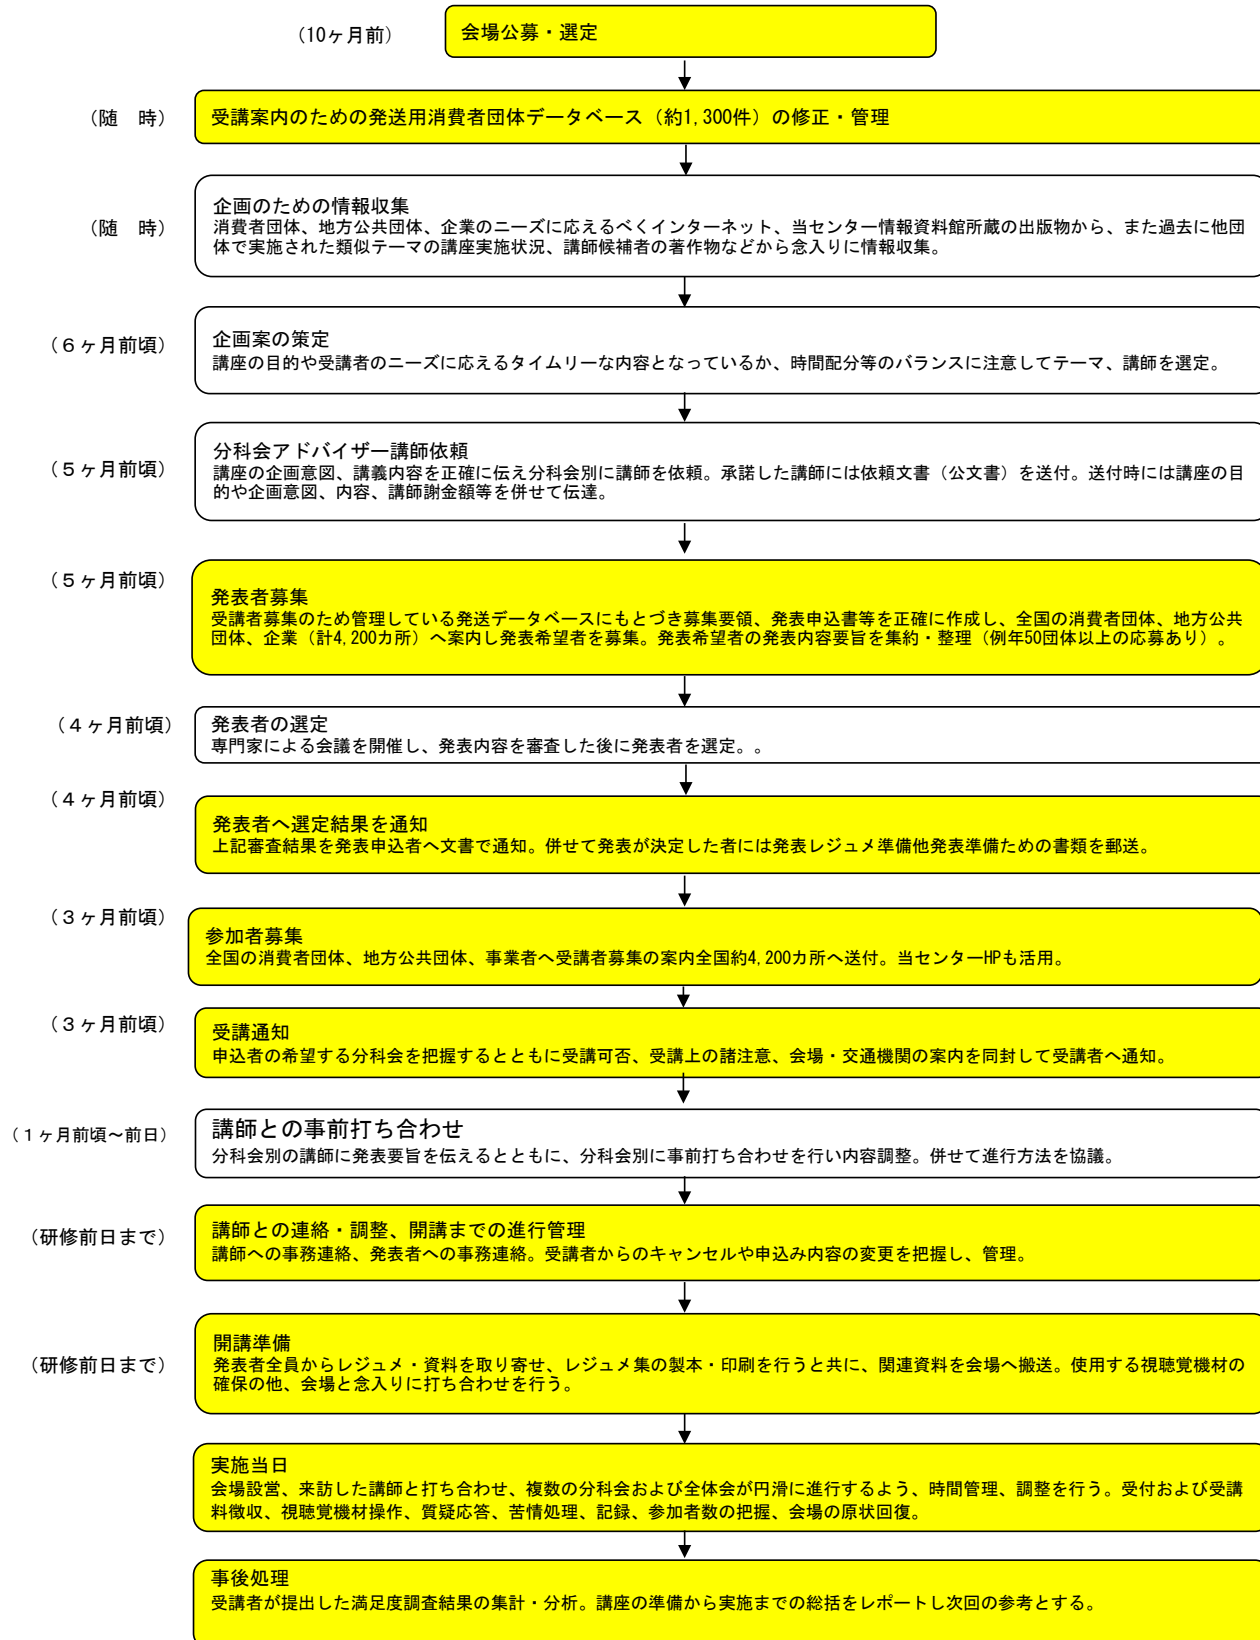 （10ヶ月前） 会場公募・選定
（随　時） 受講案内のための発送用消費者団体データベース（約1,300件）の修正・管理
企画のための情報収集
（随　時） 消費者団体、地方公共団体、企業のニーズに応えるべくインターネット、当センター情報資料館所蔵の出版物から、また過去に他団
体で実施された類似テーマの講座実施状況、講師候補者の著作物などから念入りに情報収集。
（６ヶ月前頃） 企画案の策定
講座の目的や受講者のニーズに応えるタイムリーな内容となっているか、時間配分等のバランスに注意してテーマ、講師を選定。
分科会アドバイザー講師依頼
（５ヶ月前頃） 講座の企画意図、講義内容を正確に伝え分科会別に講師を依頼。承諾した講師には依頼文書（公文書）を送付。送付時には講座の目
的や企画意図、内容、講師謝金額等を併せて伝達。
（５ヶ月前頃） 発表者募集
受講者募集のため管理している発送データベースにもとづき募集要領、発表申込書等を正確に作成し、全国の消費者団体、地方公共
団体、企業（計4,200カ所）へ案内し発表希望者を募集。発表希望者の発表内容要旨を集約・整理（例年50団体以上の応募あり）。
（４ヶ月前頃） 発表者の選定
専門家による会議を開催し、発表内容を審査した後に発表者を選定。。
（４ヶ月前頃） 発表者へ選定結果を通知
上記審査結果を発表申込者へ文書で通知。併せて発表が決定した者には発表レジュメ準備他発表準備ための書類を郵送。
（３ヶ月前頃） 参加者募集
全国の消費者団体、地方公共団体、事業者へ受講者募集の案内全国約4,200カ所へ送付。当センターHPも活用。
（３ヶ月前頃） 受講通知
申込者の希望する分科会を把握するとともに受講可否、受講上の諸注意、会場・交通機関の案内を同封して受講者へ通知。
（１ヶ月前頃～前日） 講師との事前打ち合わせ
分科会別の講師に発表要旨を伝えるとともに、分科会別に事前打ち合わせを行い内容調整。併せて進行方法を協議。
（研修前日まで） 講師との連絡・調整、開講までの進行管理
講師への事務連絡、発表者への事務連絡。受講者からのキャンセルや申込み内容の変更を把握し、管理。
開講準備
（研修前日まで） 発表者全員からレジュメ・資料を取り寄せ、レジュメ集の製本・印刷を行うと共に、関連資料を会場へ搬送。使用する視聴覚機材の
確保の他、会場と念入りに打ち合わせを行う。
実施当日
会場設営、来訪した講師と打ち合わせ、複数の分科会および全体会が円滑に進行するよう、時間管理、調整を行う。受付および受講
料徴収、視聴覚機材操作、質疑応答、苦情処理、記録、参加者数の把握、会場の原状回復。
事後処理
受講者が提出した満足度調査結果の集計・分析。講座の準備から実施までの総括をレポートし次回の参考とする。